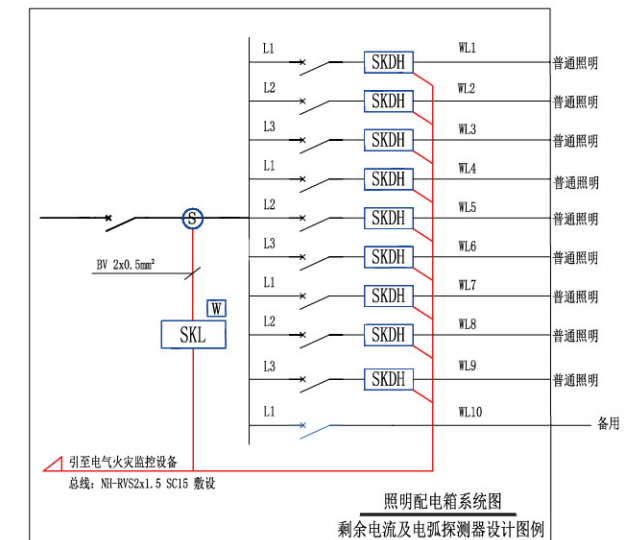 L1 SKDH WL1 普通照明
L2 SKDH WL2 普通照明
L3 SKDH WL3 普通照明
L1 SKDH WL4 普通照明
L2 SKDH WL5 普通照明
S
L3 SKDH WL6 普通照明
BV 2x0.5mm²
L1 SKDH WL7 普通照明
W
L2 SKDH WL8 普通照明
SKL
L3 SKDH WL9 普通照明
L1 WL10 备用
引至电气火灾监控设备
总线: NH-RVS2x1.5 SC15 敷设
照明配电箱系统图
剩余电流及电弧探测器设计图例